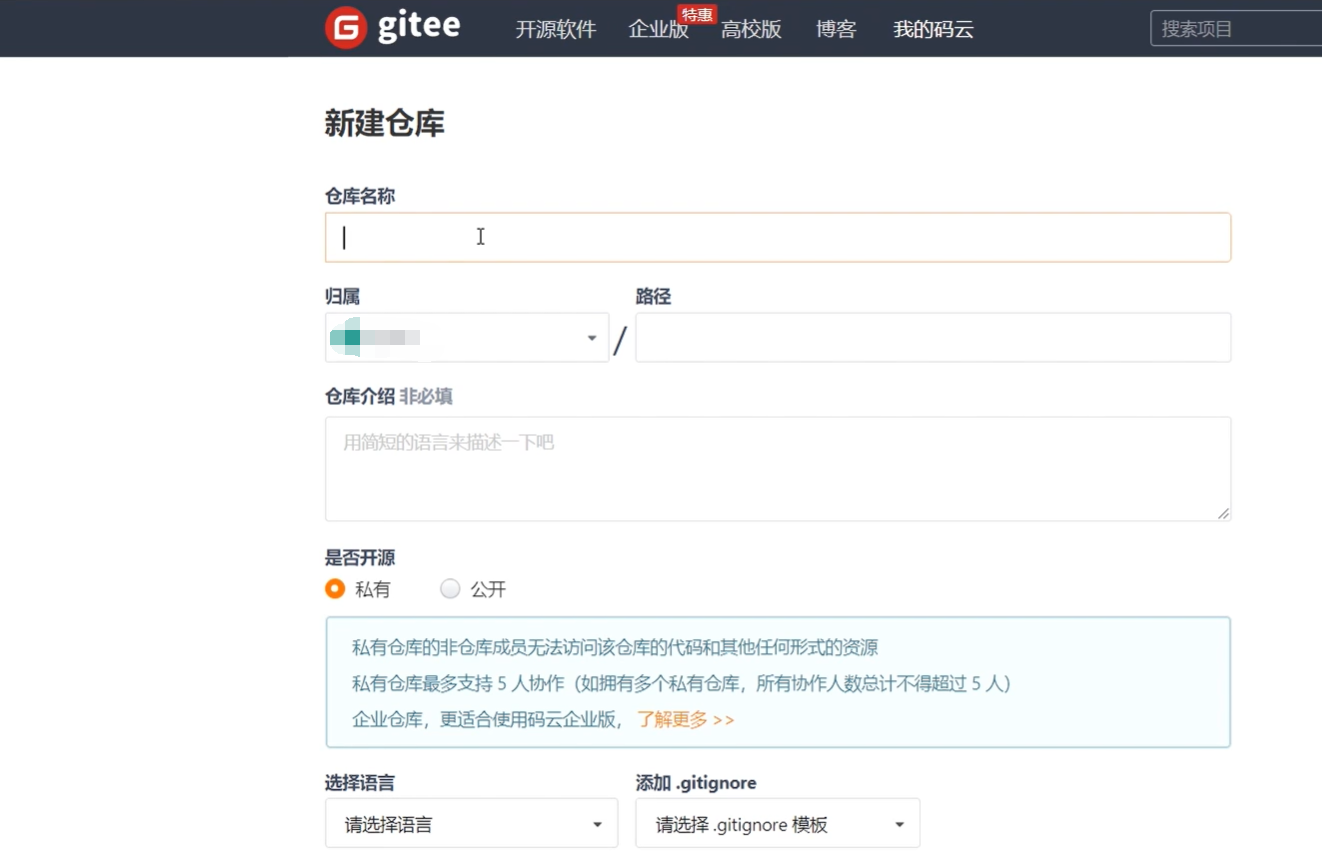 gitee 开源软件 企业版 特惠 高校版 博客 我的码云 搜索项目
新建仓库
仓库名称
归属 路径
/
仓库介绍 非必填
用简短的语言来描述一下吧
是否开源
私有 公开
私有仓库的非仓库成员无法访问该仓库的代码和其他任何形式的资源
私有仓库最多支持 5 人协作（如拥有多个私有仓库，所有协作人数总计不得超过 5 人）
企业仓库，更适合使用码云企业版， 了解更多 >>
选择语言 添加 .gitignore
请选择语言 请选择 .gitignore 模板